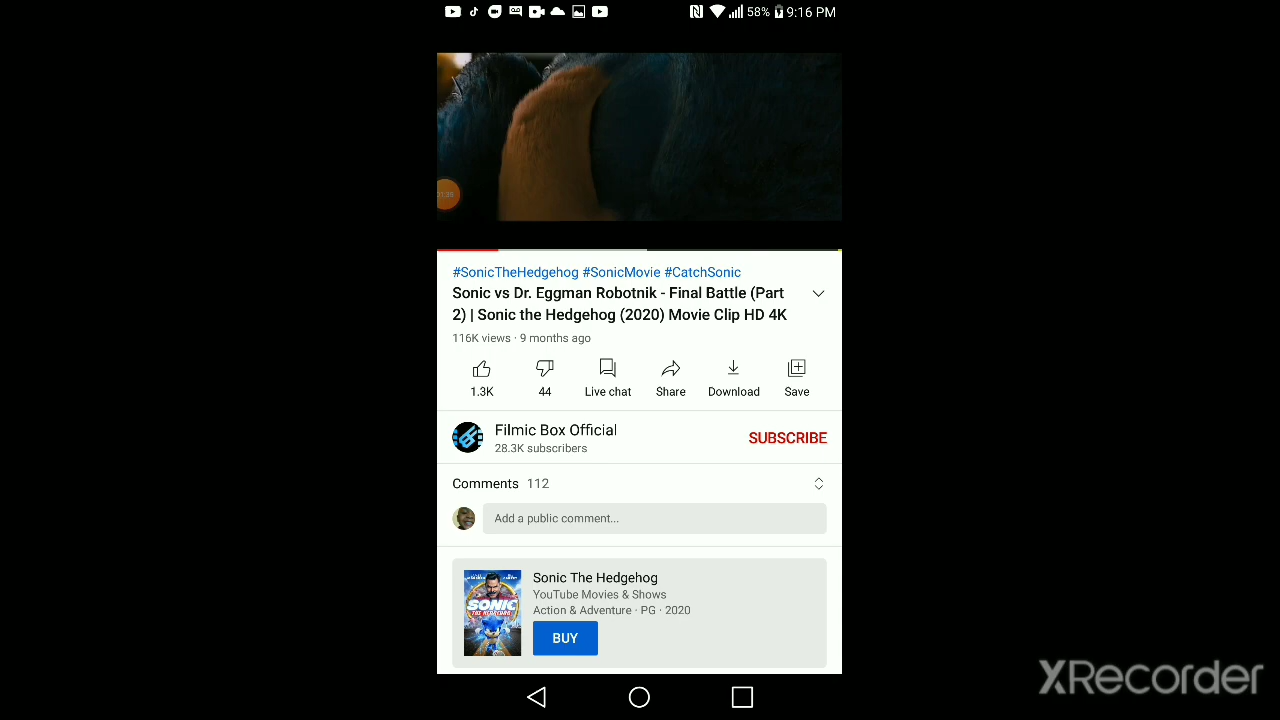 58% 9:16 PM
#SonicTheHedgehog #SonicMovie #CatchSonic
Sonic vs Dr. Eggman Robotnik - Final Battle (Part
2) | Sonic the Hedgehog (2020) Movie Clip HD 4K
116K views · 9 months ago
1.3K 44 Live chat Share Download Save
Filmic Box Official
28.3K subscribers
SUBSCRIBE
Comments 112
Add a public comment...
Sonic The Hedgehog
YouTube Movies & Shows
Action & Adventure · PG · 2020
SONIC
THE HEDGEHOG
BUY
XRecorder